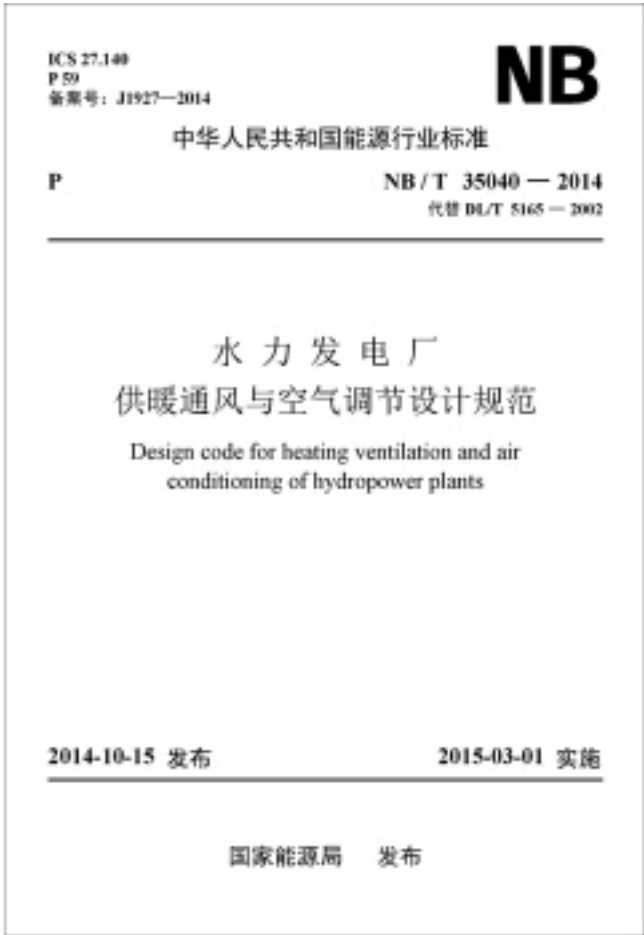 ICS 27.140
P 59
备案号：J1927—2014
NB
中华人民共和国能源行业标准
P
NB / T 35040 — 2014
代替 DL/T 5165 — 2002
水力发电厂
供暖通风与空气调节设计规范
Design code for heating ventilation and air
conditioning of hydropower plants
2014-10-15 发布
2015-03-01 实施
国家能源局 发布